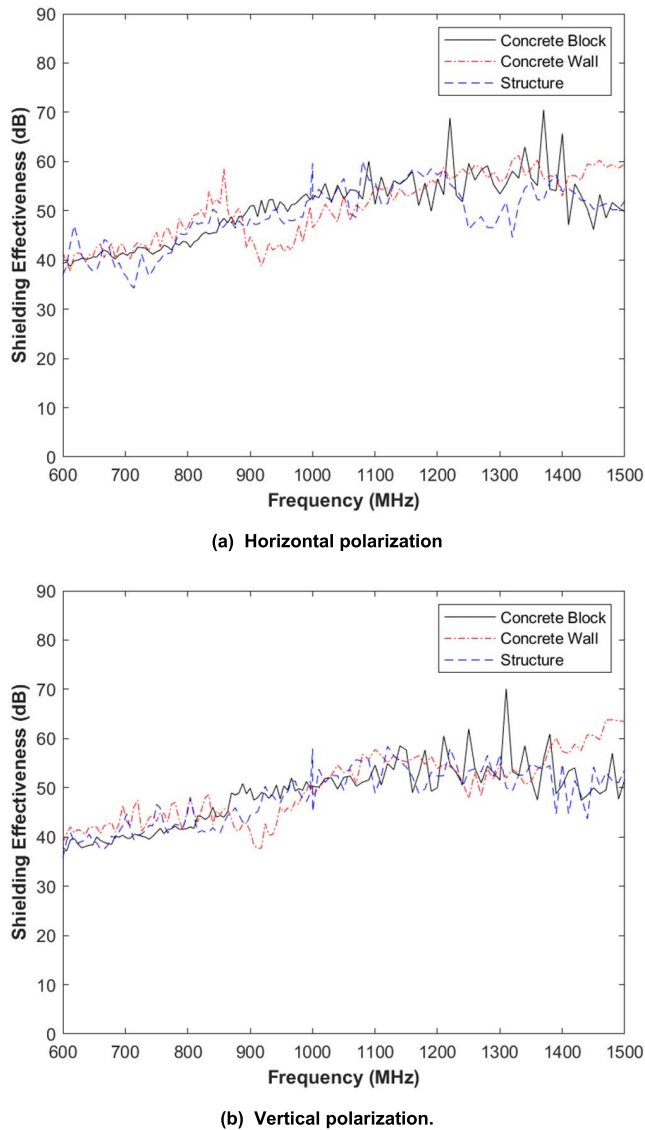 90
80
70
60
50
40
30
20
10
0
Shielding Effectiveness (dB)
Concrete Block
Concrete Wall
Structure
600 700 800 900 1000 1100 1200 1300 1400 1500
Frequency (MHz)
(a) Horizontal polarization
90
80
70
60
50
40
30
20
10
0
Shielding Effectiveness (dB)
Concrete Block
Concrete Wall
Structure
600 700 800 900 1000 1100 1200 1300 1400 1500
Frequency (MHz)
(b) Vertical polarization.